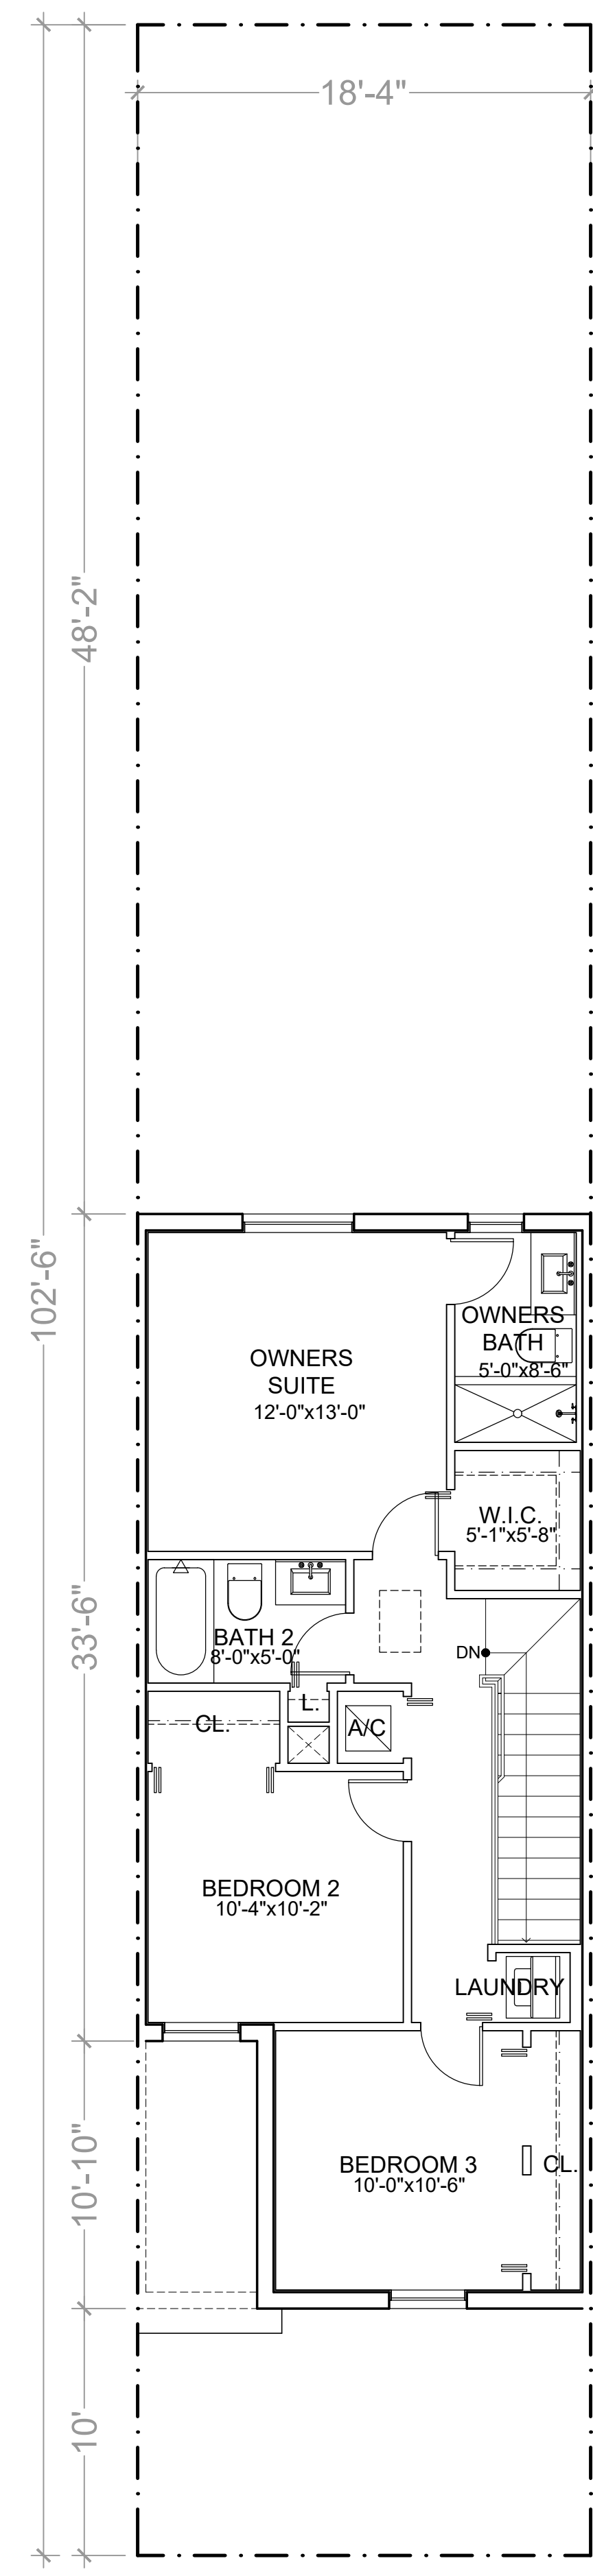 18'-4"
48'-2"
102'-6"
OWNERS
BATH
5'-0"x8'-6"
OWNERS
SUITE
12'-0"x13'-0"
W.I.C.
5'-1"x5'-8"
33'-6"
BATH 2
8'-0"x5'-0"
DN
L.
CL.
A/C
BEDROOM 2
10'-4"x10'-2"
LAUNDRY
10'-10"
BEDROOM 3
10'-0"x10'-6"
CL.
10'